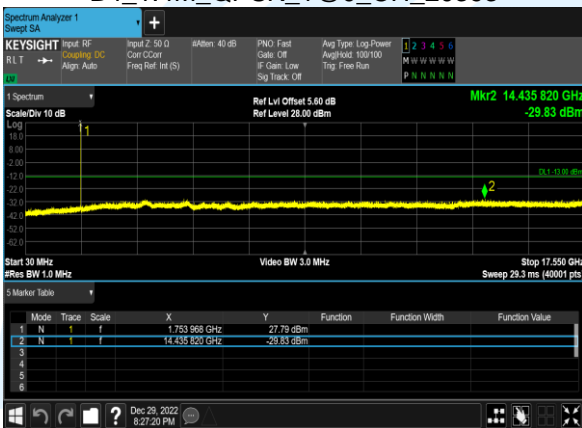 Spectrum Analyzer 1
Swept SA
+
KEYSIGHT Input: RF Input Z: 50 Ω #Atten: 40 dB PNO: Fast Avg Type: Log-Power 1 2 3 4 5 6
RLT Coupling: DC Corr CCorr Gate: Off Avg|Hold: 100/100 M W W W W W
Align: Auto Freq Ref: Int (S) IF Gain: Low Trig: Free Run
Sig Track: Off P N N N N N
LV
1 Spectrum Ref Lvl Offset 5.60 dB Mkr2 14.435 820 GHz
Scale/Div 10 dB Ref Level 28.00 dBm -29.83 dBm
Log
18.0
8.00
-2.00
-12.0
-22.0
-32.0
-42.0
-52.0
-62.0
1
DL1 -13.00 dBm
2
Start 30 MHz Video BW 3.0 MHz Stop 17.550 GHz
#Res BW 1.0 MHz Sweep 29.3 ms (40001 pts)
5 Marker Table
Mode Trace Scale X Y Function Function Width Function Value
1 N 1 f 1.753 968 GHz 27.79 dBm
2 N 1 f 14.435 820 GHz -29.83 dBm
3
4
5
6
? Dec 29, 2022
8:27:20 PM